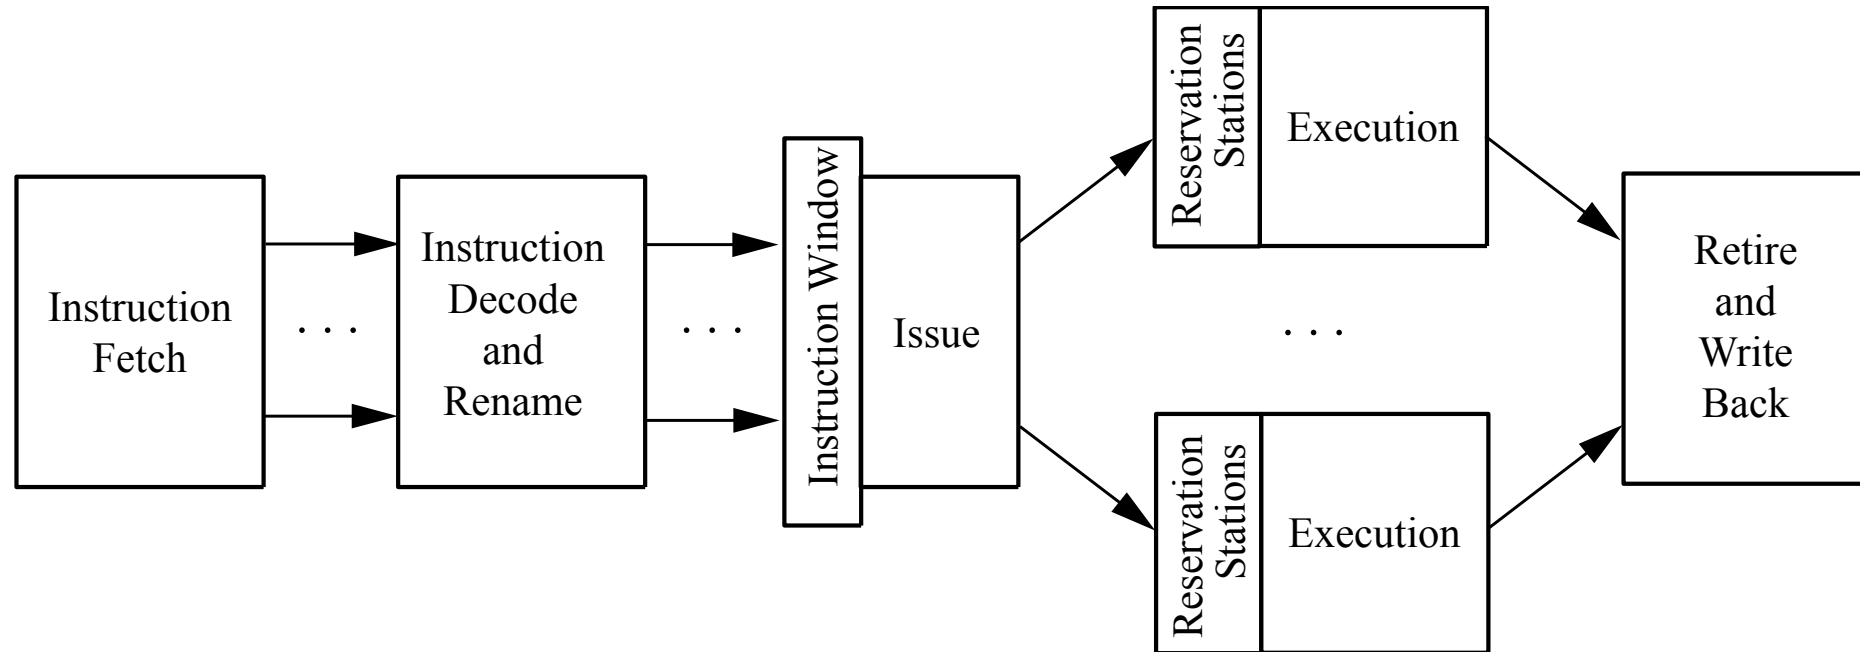 Instruction
Fetch
. . .
Instruction
Decode
and
Rename
. . .
Instruction Window
Issue
Reservation
Stations
Execution
. . .
Reservation
Stations
Execution
Retire
and
Write
Back